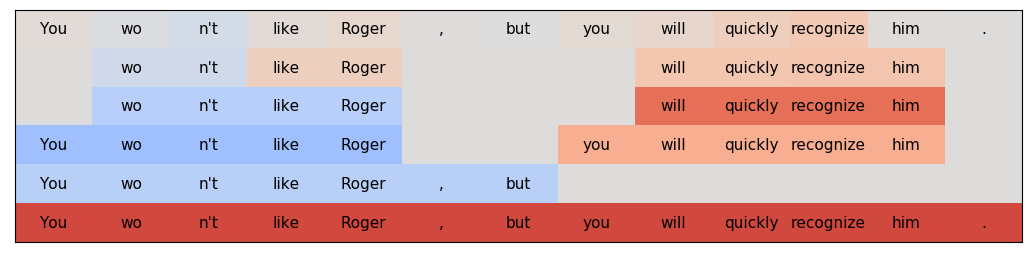 You wo n't like Roger , but you will quickly recognize him .
wo n't like Roger will quickly recognize him
wo n't like Roger will quickly recognize him
You wo n't like Roger you will quickly recognize him
You wo n't like Roger , but
You wo n't like Roger , but you will quickly recognize him .